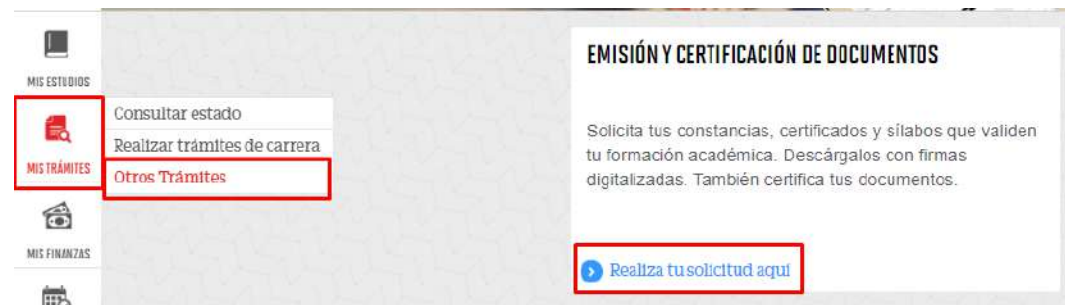 MIS ESTUDIOS
MIS TRÁMITES
MIS FINANZAS
Consultar estado
Realizar trámites de carrera
Otros Trámites
EMISIÓN Y CERTIFICACIÓN DE DOCUMENTOS
Solicita tus constancias, certificados y sílabos que validen
tu formación académica. Descárgalos con firmas
digitalizadas. También certifica tus documentos.
Realiza tu solicitud aquí